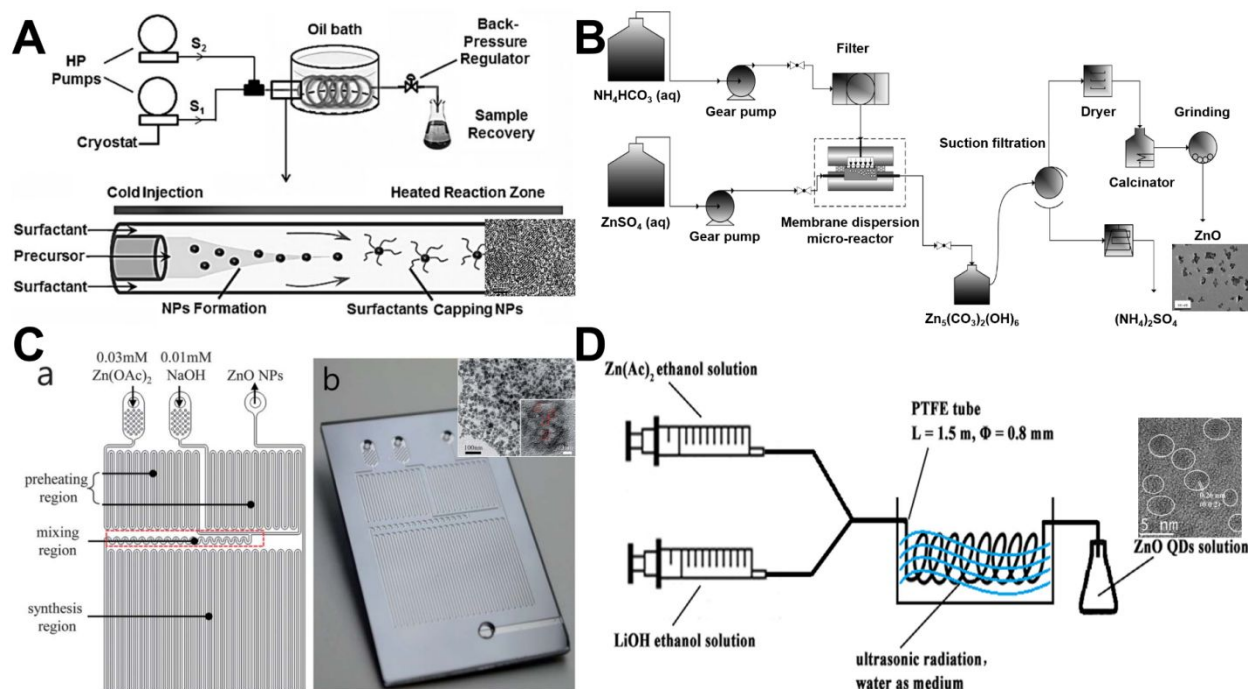 A
HP
Pumps
S₂
S₁
Cryostat
Oil bath
Back-
Pressure
Regulator
Sample
Recovery
Cold Injection
Heated Reaction Zone
Surfactant
Precursor
Surfactant
NPs Formation
Surfactants Capping NPs
B
NH₄HCO₃ (aq)
Gear pump
Filter
ZnSO₄ (aq)
Gear pump
Membrane dispersion
micro-reactor
Zn₅(CO₃)₂(OH)₆
Suction filtration
Dryer
Calcinator
Grinding
ZnO
(NH₄)₂SO₄
C
a
0.03mM
Zn(OAc)₂
0.01mM
NaOH
ZnO NPs
preheating
region
mixing
region
synthesis
region
b
100nm
D
Zn(Ac)₂ ethanol solution
LiOH ethanol solution
PTFE tube
L = 1.5 m, Φ = 0.8 mm
ultrasonic radiation,
water as medium
0.26 nm
5 nm
ZnO QDs solution